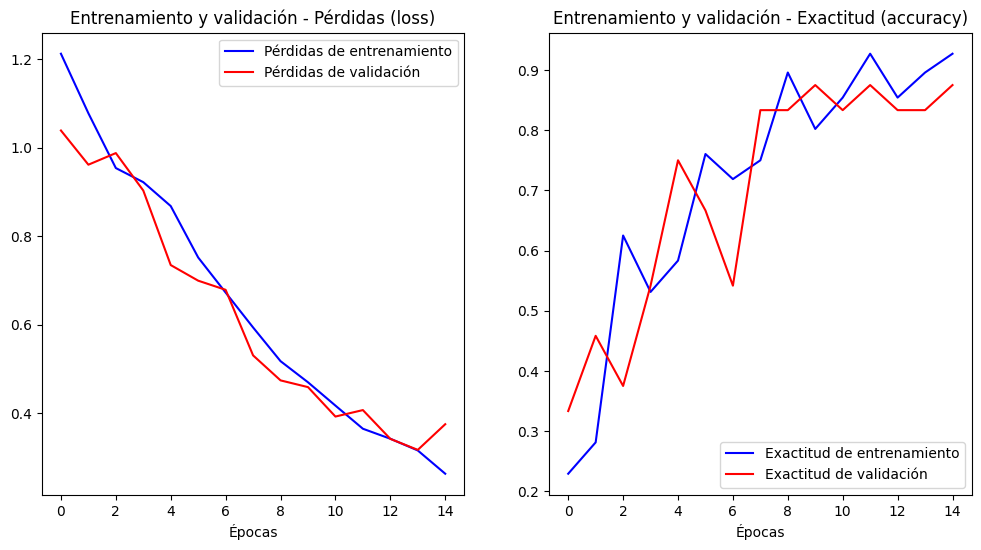 Entrenamiento y validación - Pérdidas (loss)
Pérdidas de entrenamiento
Pérdidas de validación
1.2
1.0
0.8
0.6
0.4
0 2 4 6 8 10 12 14
Épocas
Entrenamiento y validación - Exactitud (accuracy)
0.9
0.8
0.7
0.6
0.5
0.4
0.3
0.2
Exactitud de entrenamiento
Exactitud de validación
0 2 4 6 8 10 12 14
Épocas